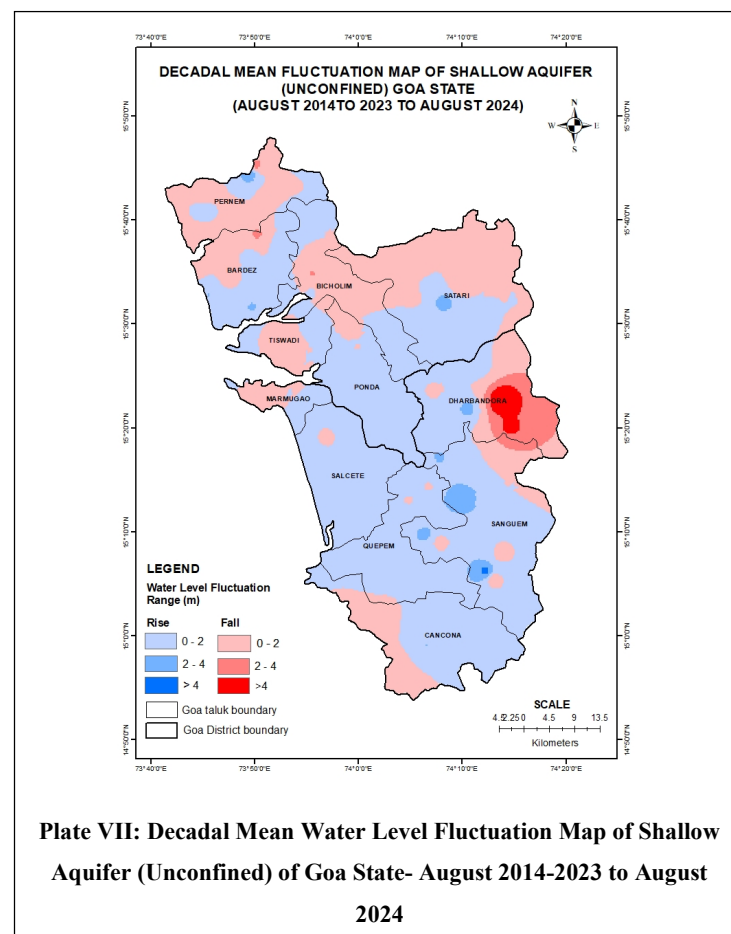 73°40'0"E 73°50'0"E 74°0'0"E 74°10'0"E 74°20'0"E
DECADAL MEAN FLUCTUATION MAP OF SHALLOW AQUIFER
(UNCONFINED) GOA STATE
(AUGUST 2014TO 2023 TO AUGUST 2024)
N
W E
S
15°50'0"N 15°50'0"N
PERNEM
15°40'0"N 15°40'0"N
BARDEZ
BICHOLIM
SATARI
15°30'0"N 15°30'0"N
TISWADI
PONDA
MARMUGAO
DHARBANDORA
15°20'0"N 15°20'0"N
SALCETE
SANGUEM
15°10'0"N 15°10'0"N
QUEPEM
LEGEND
Water Level Fluctuation
Range (m)
Rise Fall
0 - 2 0 - 2
2 - 4 2 - 4
> 4 >4
Goa taluk boundary
Goa District boundary
15°0'0"N 15°0'0"N
CANCONA
SCALE
4.5 2.25 0 4.5 9 13.5
Kilometers
14°50'0"N 14°50'0"N
73°40'0"E 73°50'0"E 74°0'0"E 74°10'0"E 74°20'0"E
Plate VII: Decadal Mean Water Level Fluctuation Map of Shallow
Aquifer (Unconfined) of Goa State- August 2014-2023 to August
2024